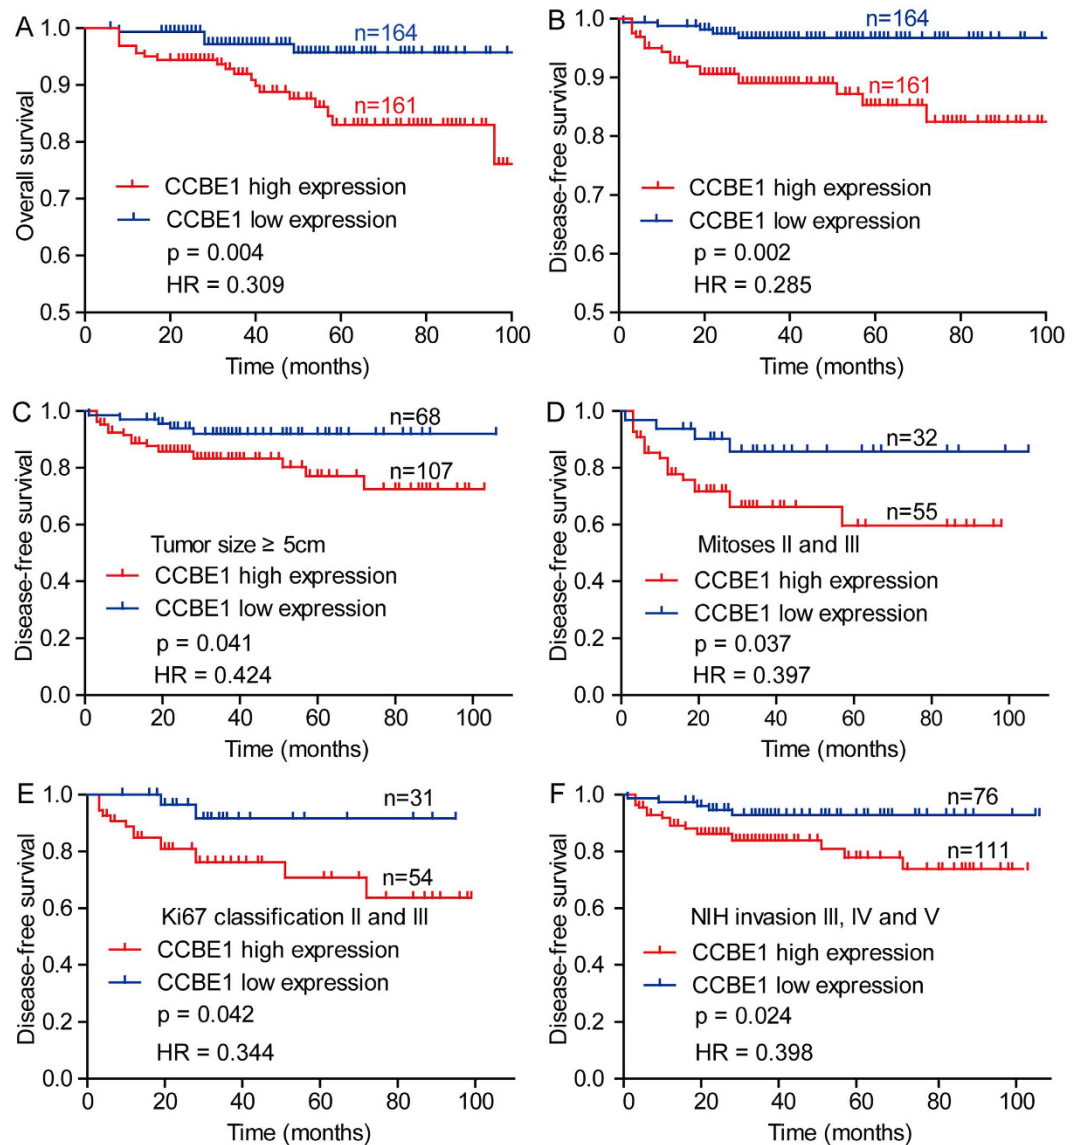 A
Overall survival
1.0
0.9
0.8
0.7
0.6
0.5
n=164
n=161
CCBE1 high expression
CCBE1 low expression
p = 0.004
HR = 0.309
0 20 40 60 80 100
Time (months)
B
Disease-free survival
1.0
0.9
0.8
0.7
0.6
0.5
n=164
n=161
CCBE1 high expression
CCBE1 low expression
p = 0.002
HR = 0.285
0 20 40 60 80 100
Time (months)
C
Disease-free survival
1.0
0.8
0.6
0.4
0.2
0.0
n=68
n=107
Tumor size ≥ 5cm
CCBE1 high expression
CCBE1 low expression
p = 0.041
HR = 0.424
0 20 40 60 80 100
Time (months)
D
Disease-free survival
1.0
0.8
0.6
0.4
0.2
0.0
n=32
n=55
Mitoses II and III
CCBE1 high expression
CCBE1 low expression
p = 0.037
HR = 0.397
0 20 40 60 80 100
Time (months)
E
Disease-free survival
1.0
0.8
0.6
0.4
0.2
0.0
n=31
n=54
Ki67 classification II and III
CCBE1 high expression
CCBE1 low expression
p = 0.042
HR = 0.344
0 20 40 60 80 100
Time (months)
F
Disease-free survival
1.0
0.8
0.6
0.4
0.2
0.0
n=76
n=111
NIH invasion III, IV and V
CCBE1 high expression
CCBE1 low expression
p = 0.024
HR = 0.398
0 20 40 60 80 100
Time (months)